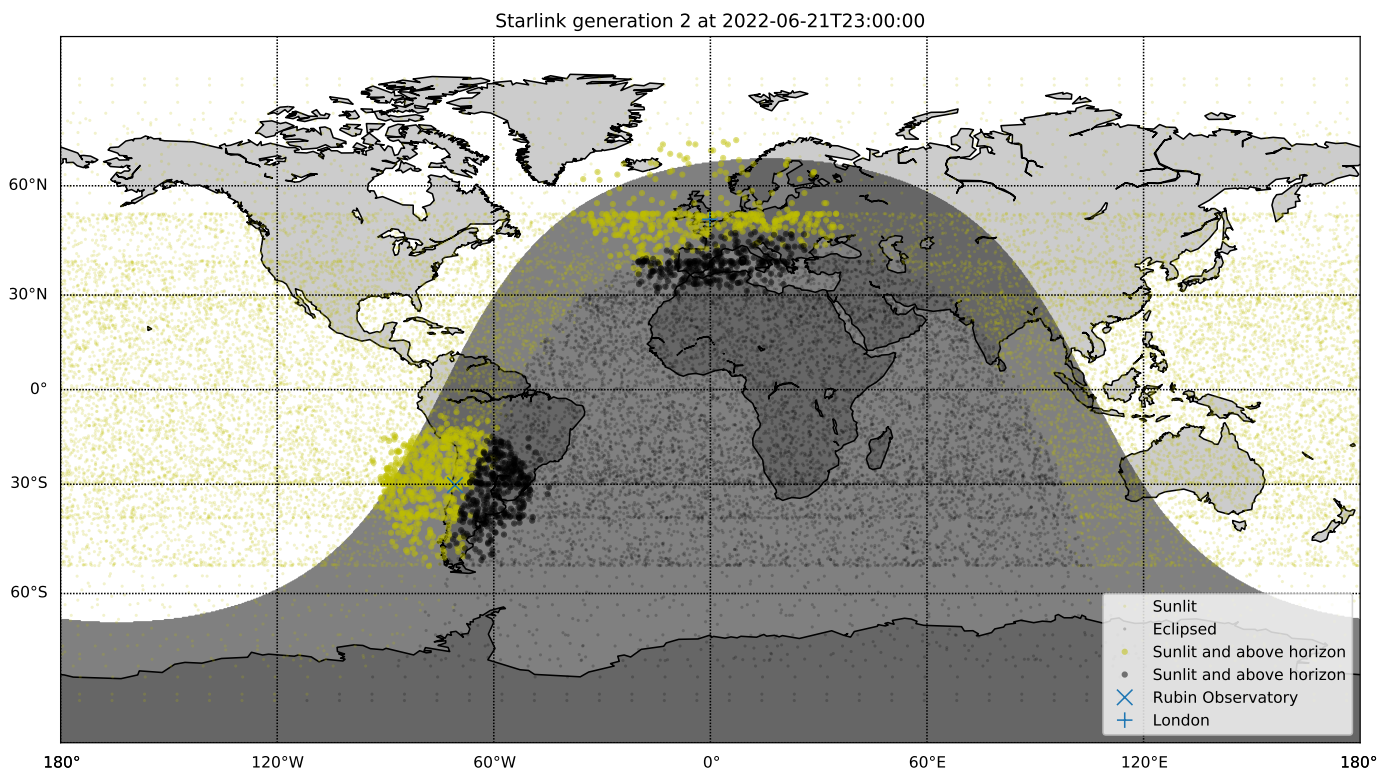 Starlink generation 2 at 2022-06-21T23:00:00
60°N
30°N
0°
30°S
60°S
Sunlit
Eclipsed
Sunlit and above horizon
Sunlit and above horizon
Rubin Observatory
London
180° 120°W 60°W 0° 60°E 120°E 180°